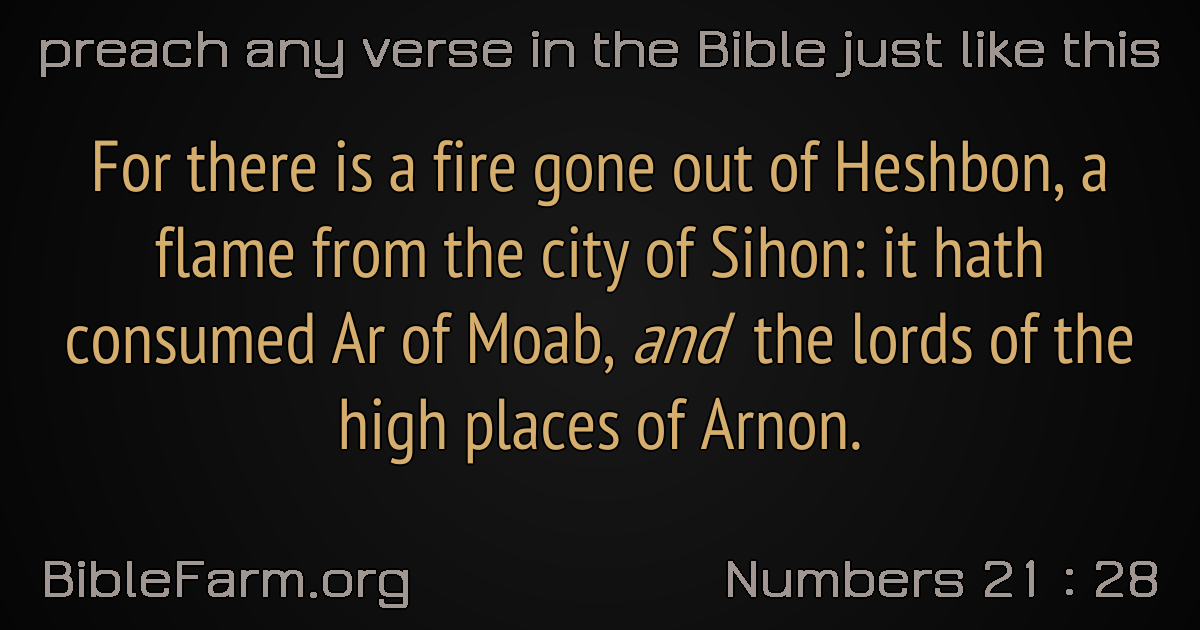 preach any verse in the Bible just like this
For there is a fire gone out of Heshbon, a
flame from the city of Sihon: it hath
consumed Ar of Moab, and the lords of the
high places of Arnon.
BibleFarm.org
Numbers 21 : 28